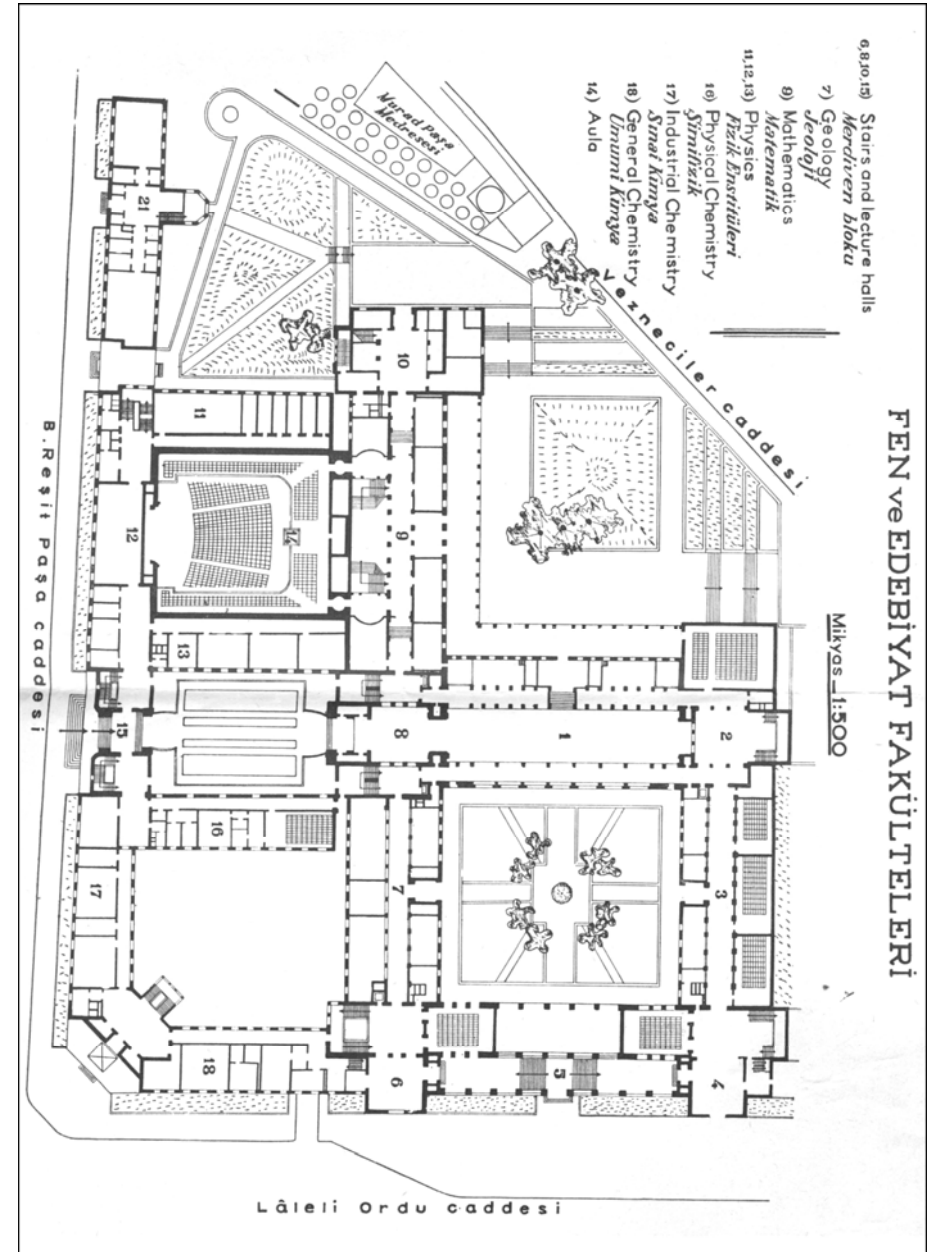 FEN ve EDEBİYAT FAKÜLTELERİ
Mikyas 1:500
6,8,10,15) Stairs and lecture halls
Merdiven bloku
7) Geology
Jeoloji
9) Mathematics
Matematik
11,12,13) Physics
Fizik Enstitüleri
16) Physical Chemistry
Şimifizik
17) Industrial Chemistry
Sınai Kimya
18) General Chemistry
Umumi Kimya
14) Aula
Vezneciler caddesi
Murad Paşa
Medresesi
B. Reşit Paşa caddesi
Lâleli Ordu caddesi
21
10
11
12
14
9
13
15
8
1
2
16
7
3
17
18
6
5
4